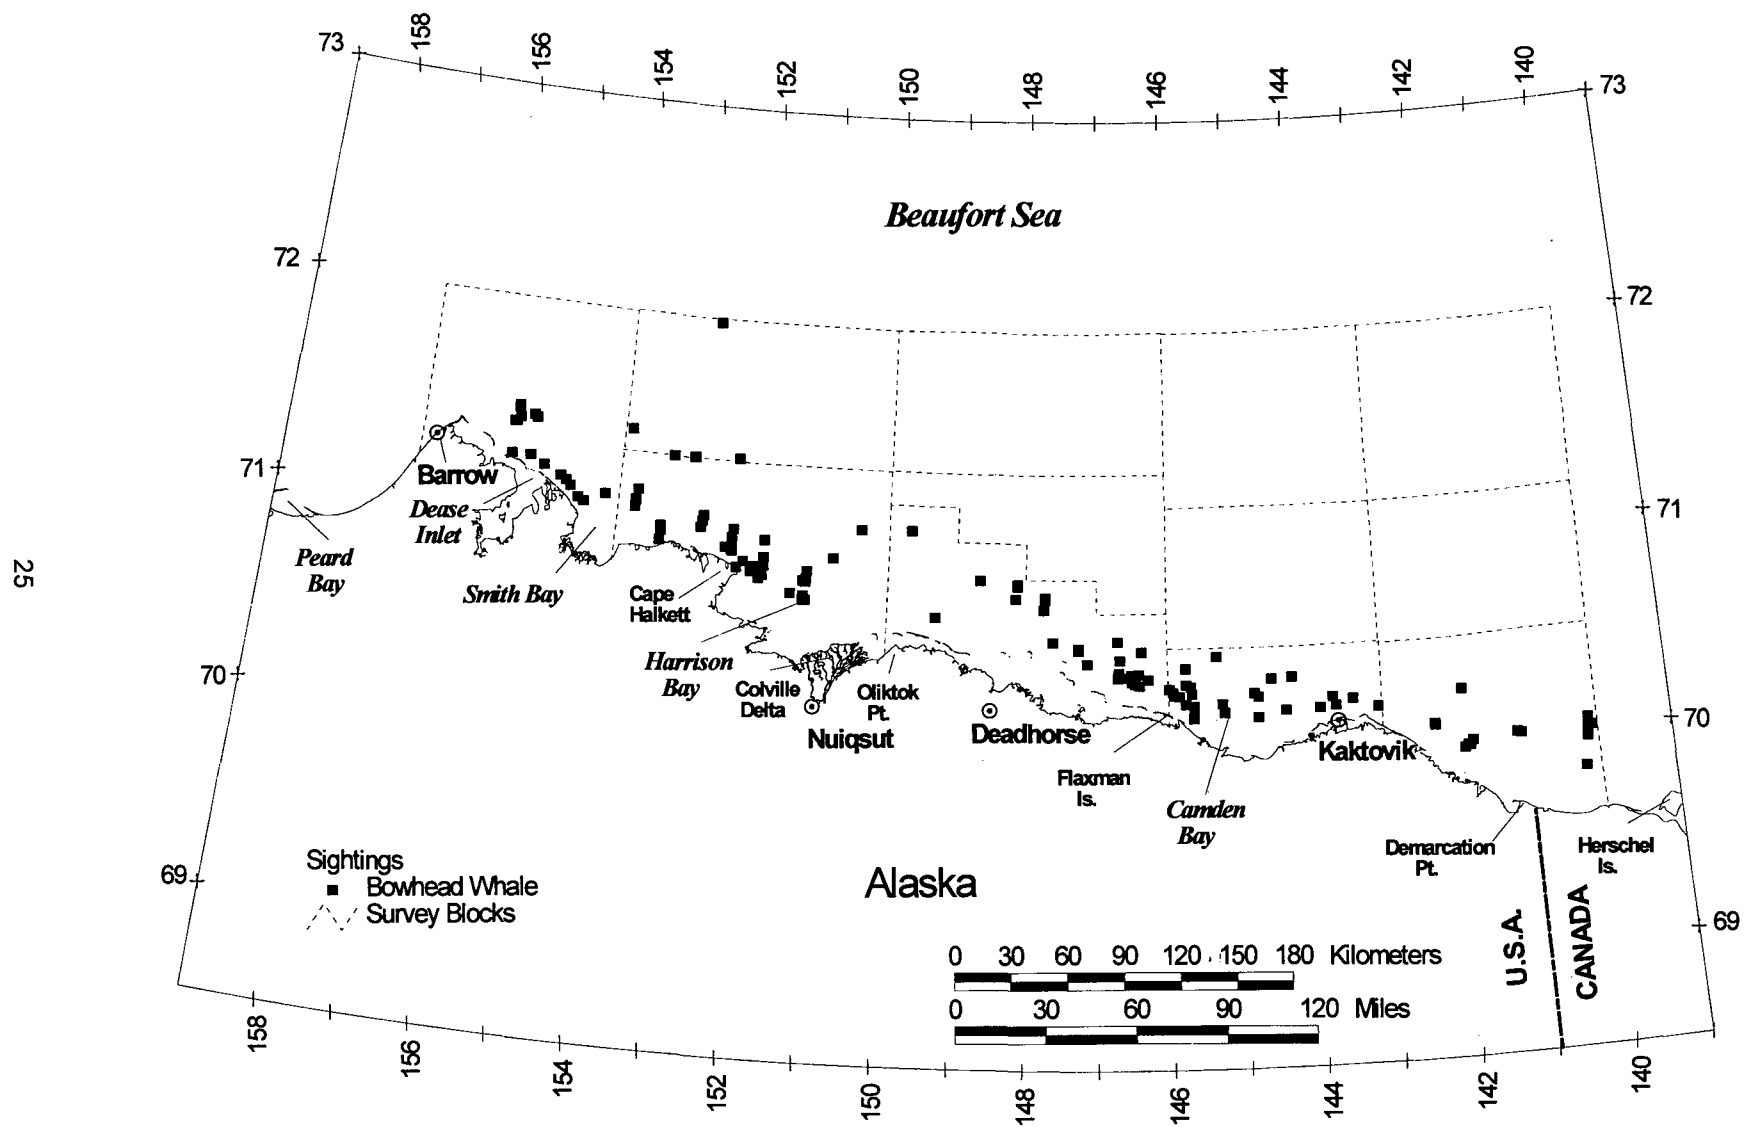 73
158
156
154
152
150
148
146
144
142
140
73
Beaufort Sea
72
72
71
Barrow
Dease
Inlet
Peard
Bay
Smith Bay
Cape
Halkett
71
25
70
Harrison
Bay
Colville
Delta
Oliktok
Pt.
Nuiqsut
Deadhorse
Flaxman
Is.
Camden
Bay
Kaktovik
70
Demarcation
Pt.
Herschel
Is.
69
Sightings
Bowhead Whale
Survey Blocks
Alaska
U.S.A.
CANADA
69
0 30 60 90 120 150 180 Kilometers
0 30 60 90 120 Miles
158
156
154
152
150
148
146
144
142
140